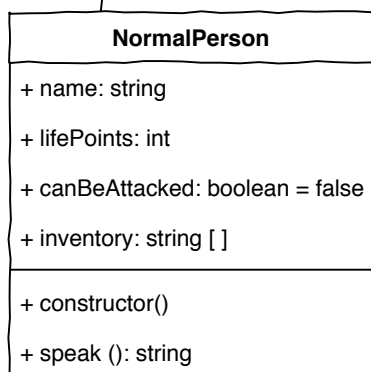 NormalPerson
+ name: string
+ lifePoints: int
+ canBeAttacked: boolean = false
+ inventory: string [ ]
+ constructor()
+ speak (): string